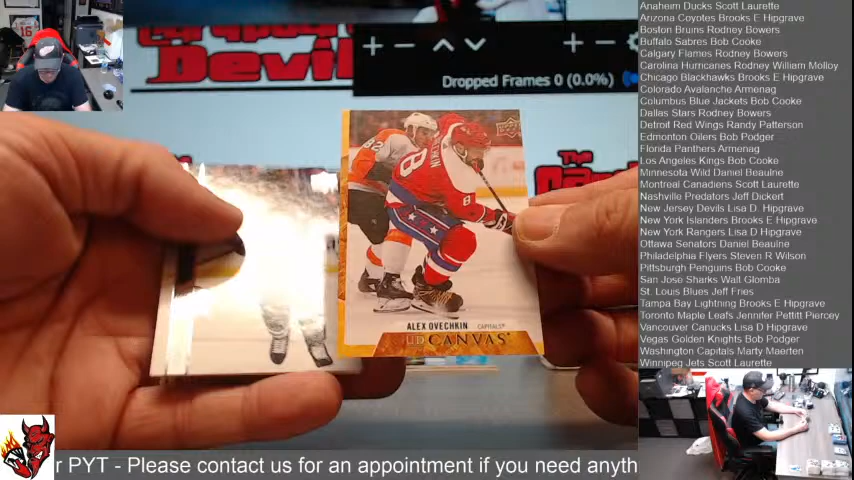 Cardboard
Devils
The
The
Dropped Frames 0 (0.0%)
16
OVECHKIN
8
8
82
ALEX OVECHKIN CAPITALS
UD CANVAS
r PYT - Please contact us for an appointment if you need anyth
Anaheim Ducks Scott Laurette
Arizona Coyotes Brooks E Hipgrave
Boston Bruins Rodney Bowers
Buffalo Sabres Bob Cooke
Calgary Flames Rodney Bowers
Carolina Hurricanes Rodney William Molloy
Chicago Blackhawks Brooks E Hipgrave
Colorado Avalanche Armenag
Columbus Blue Jackets Bob Cooke
Dallas Stars Rodney Bowers
Detroit Red Wings Randy Patterson
Edmonton Oilers Bob Podger
Florida Panthers Armenag
Los Angeles Kings Bob Cooke
Minnesota Wild Daniel Beaulne
Montreal Canadiens Scott Laurette
Nashville Predators Jeff Dickert
New Jersey Devils Lisa D. Hipgrave
New York Islanders Brooks E Hipgrave
New York Rangers Lisa D Hipgrave
Ottawa Senators Daniel Beaulne
Philadelphia Flyers Steven R Wilson
Pittsburgh Penguins Bob Cooke
San Jose Sharks Walt Glomba
St. Louis Blues Jeff Fries
Tampa Bay Lightning Brooks E Hipgrave
Toronto Maple Leafs Jennifer Pettitt Piercey
Vancouver Canucks Lisa D Hipgrave
Vegas Golden Knights Bob Podger
Washington Capitals Marty Maerten
Winnipeg Jets Scott Laurette